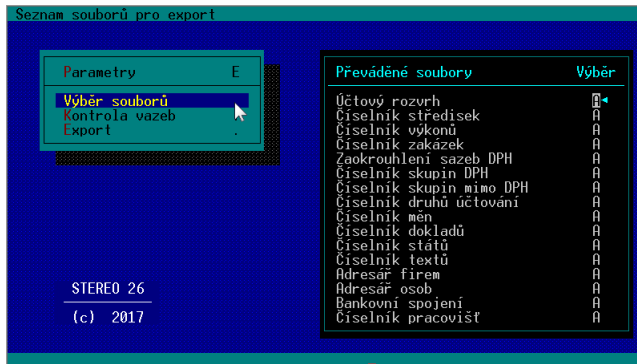 Seznam souborů pro export
Parametry E
Výběr souborů
Kontrola vazeb
Export .
STEREO 26
(c) 2017
Převáděné soubory Výběr
Účtový rozvrh A
Číselník středisek A
Číselník výkonů A
Číselník zakázek A
Zaokrouhlení sazeb DPH A
Číselník skupin DPH A
Číselník skupin mimo DPH A
Číselník druhů účtování A
Číselník měn A
Číselník dokladů A
Číselník států A
Číselník textů A
Adresář firem A
Adresář osob A
Bankovní spojení A
Číselník pracovišť A